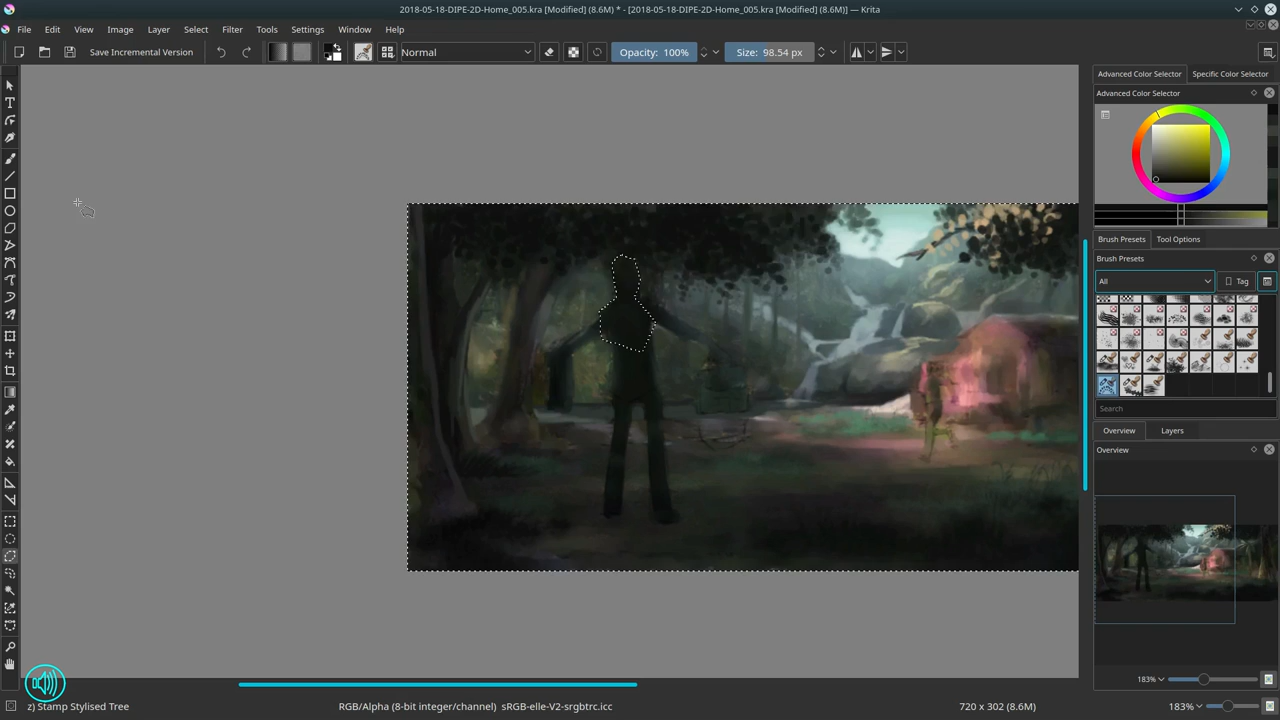 2018-05-18-DIPE-2D-Home_005.kra [Modified] (8.6M) * - [2018-05-18-DIPE-2D-Home_005.kra [Modified] (8.6M)] — Krita
File Edit View Image Layer Select Filter Tools Settings Window Help
Save Incremental Version Normal Opacity: 100% Size: 98.54 px
Advanced Color Selector Specific Color Selector
Advanced Color Selector
Brush Presets Tool Options
Brush Presets
All Tag
Search
Overview Layers
Overview
183%
z) Stamp Stylised Tree RGB/Alpha (8-bit integer/channel) sRGB-elle-V2-srgbtrc.icc 720 x 302 (8.6M) 183%